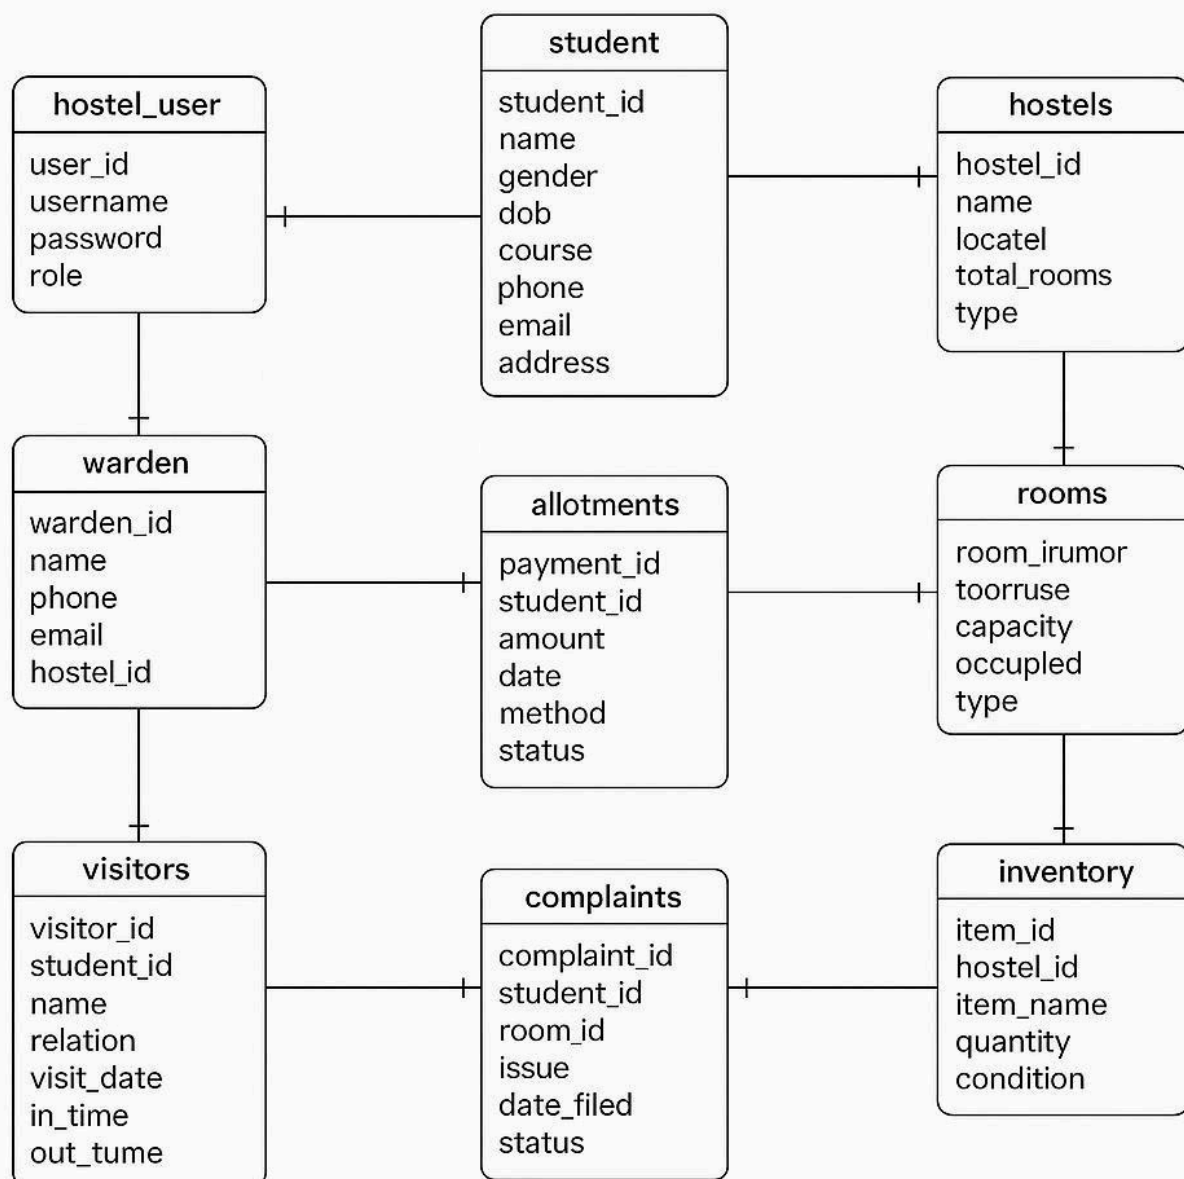 student
student_id
name
gender
dob
course
phone
email
address
hostel_user
user_id
username
password
role
hostels
hostel_id
name
locatel
total_rooms
type
warden
warden_id
name
phone
email
hostel_id
allotments
payment_id
student_id
amount
date
method
status
rooms
room_irumor
toorruse
capacity
occupled
type
visitors
visitor_id
student_id
name
relation
visit_date
in_time
out_tume
complaints
complaint_id
student_id
room_id
issue
date_filed
status
inventory
item_id
hostel_id
item_name
quantity
condition